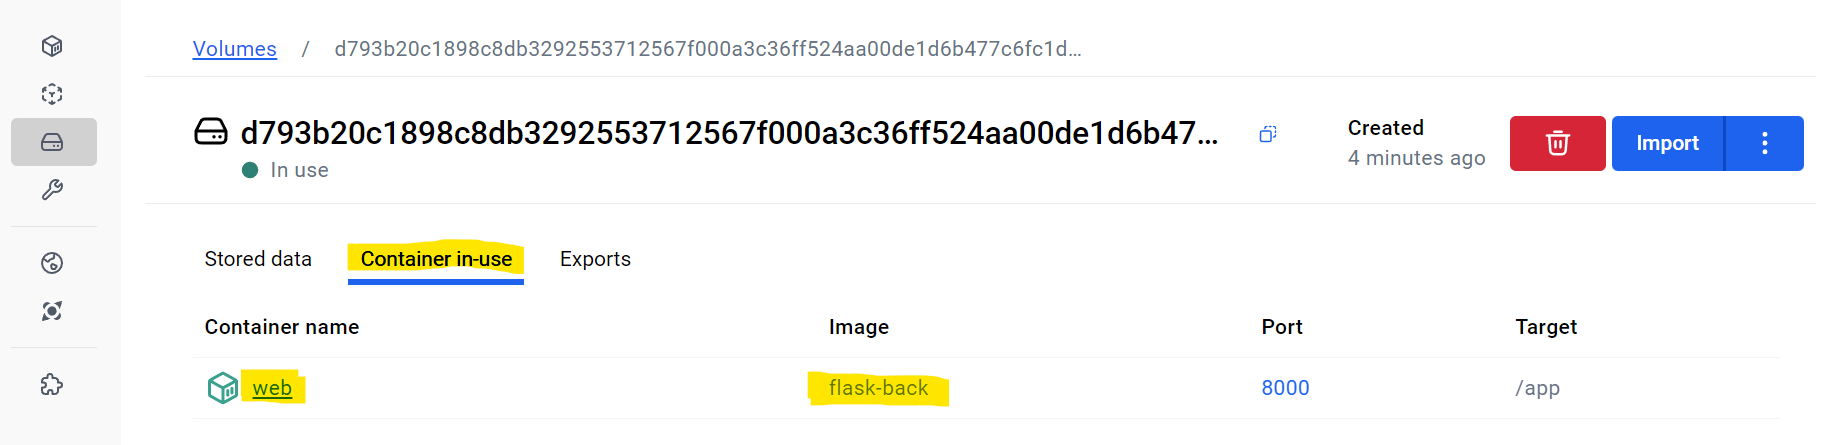 Volumes / d793b20c1898c8db3292553712567f000a3c36ff524aa00de1d6b477c6fc1d...
d793b20c1898c8db3292553712567f000a3c36ff524aa00de1d6b47...
In use
Created
4 minutes ago
Import
Stored data Container in-use Exports
Container name Image Port Target
web flask-back 8000 /app